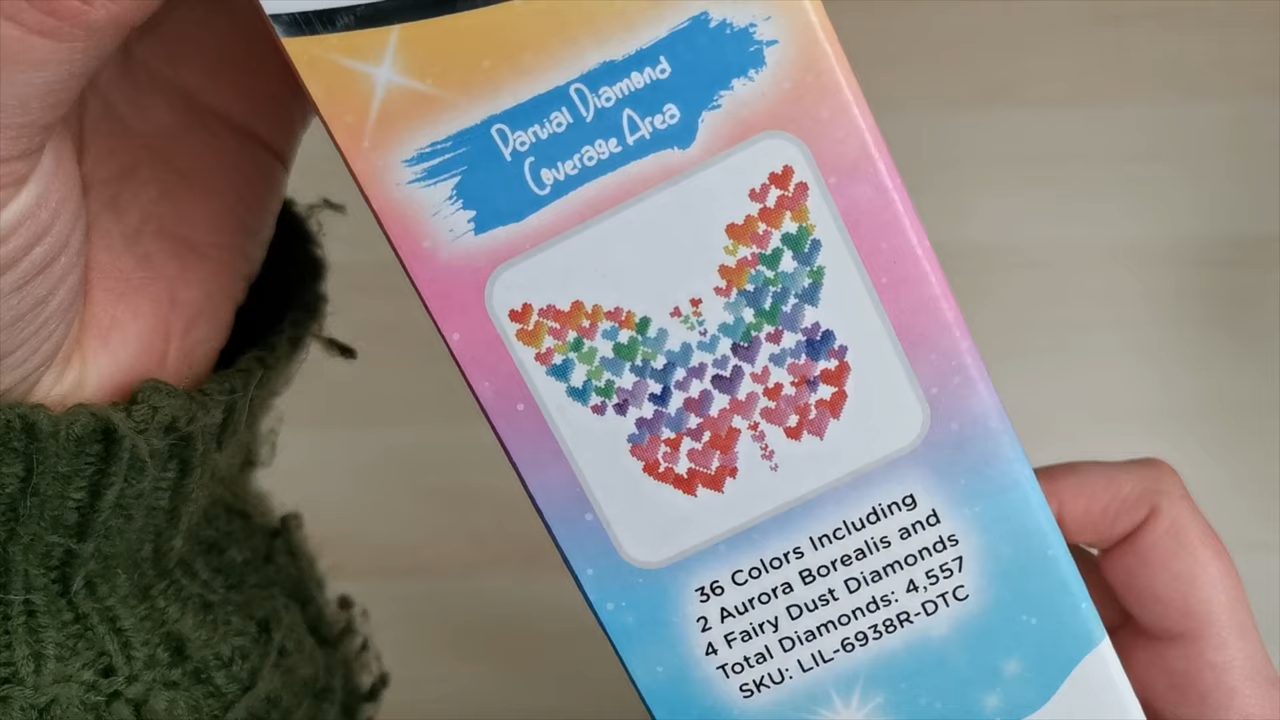 Partial Diamond
Coverage Area
36 Colors Including
2 Aurora Borealis and
4 Fairy Dust Diamonds
Total Diamonds: 4,557
SKU: LIL-6938R-DTC